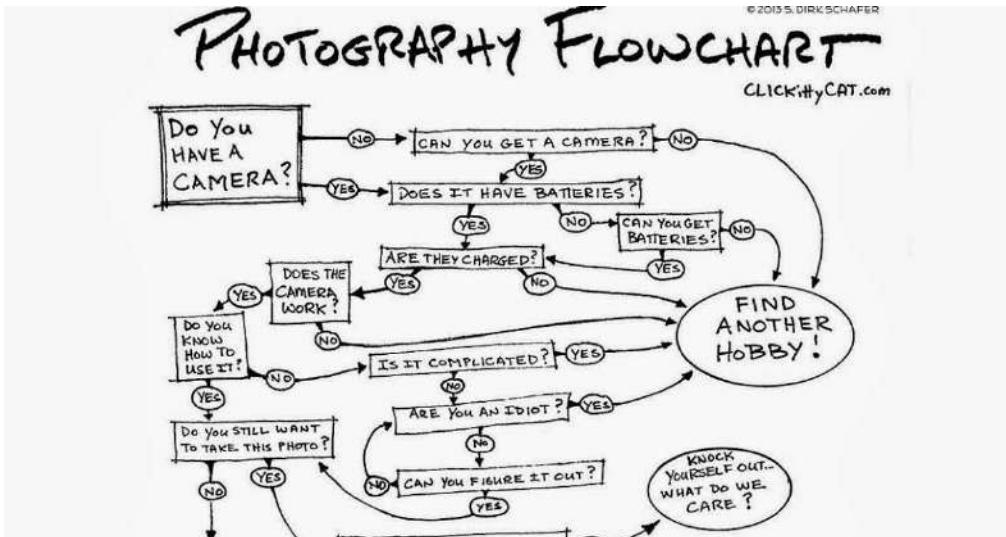 © 2013 S. DIRK SCHAFER
PHOTOGRAPHY FLOWCHART
CLICKittyCAT.com
DO YOU
HAVE A
CAMERA?
NO
CAN YOU GET A CAMERA?
NO
YES
YES
DOES IT HAVE BATTERIES?
YES
NO
CAN YOU GET
BATTERIES?
NO
YES
ARE THEY CHARGED?
YES
NO
DOES THE
CAMERA
WORK?
YES
NO
FIND
ANOTHER
HOBBY!
DO YOU
KNOW
HOW TO
USE IT?
NO
YES
IS IT COMPLICATED?
YES
NO
ARE YOU AN IDIOT?
YES
NO
DO YOU STILL WANT
TO TAKE THIS PHOTO?
NO
YES
CAN YOU FIGURE IT OUT?
NO
YES
KNOCK
YOURSELF OUT...
WHAT DO WE
CARE?